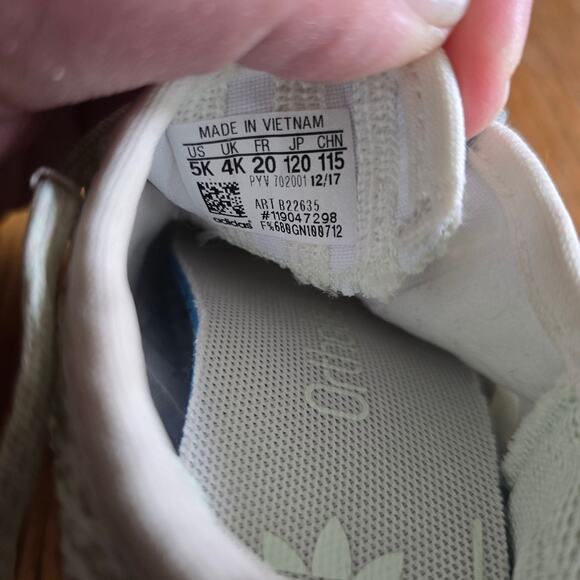 MADE IN VIETNAM
US UK FR JP CHN
5K 4K 20 120 115
PYV 702001 12/17
ART B22635
#119047298
adidas
Ortho